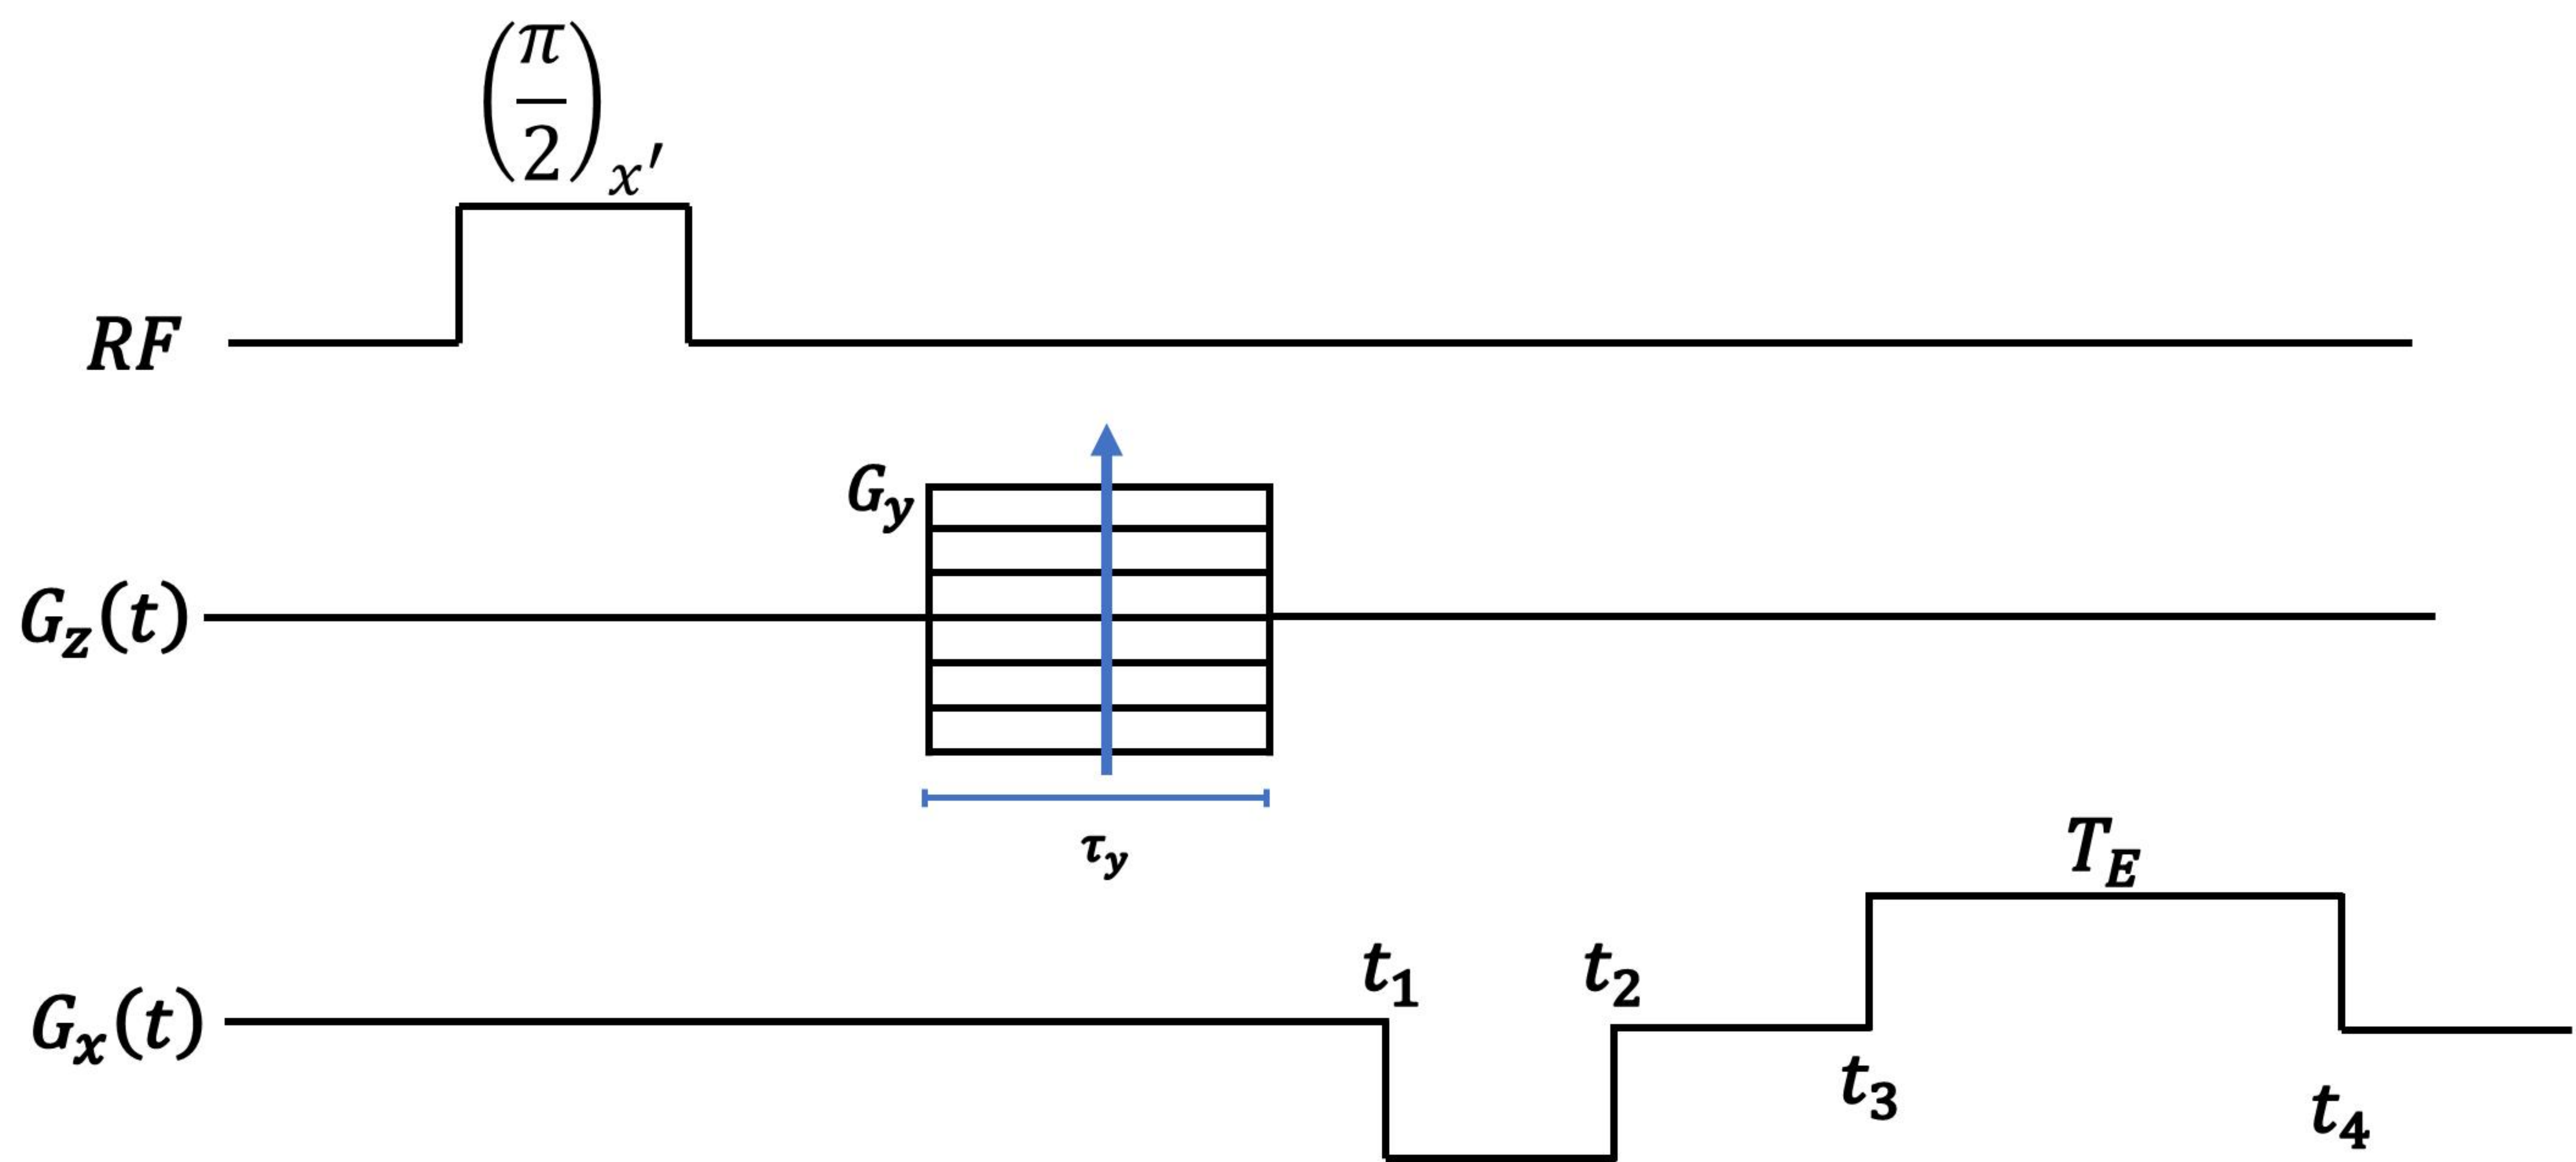 (π/2)x′
RF
Gy
Gz(t)
τy
TE
t1 t2
Gx(t)
t3
t4